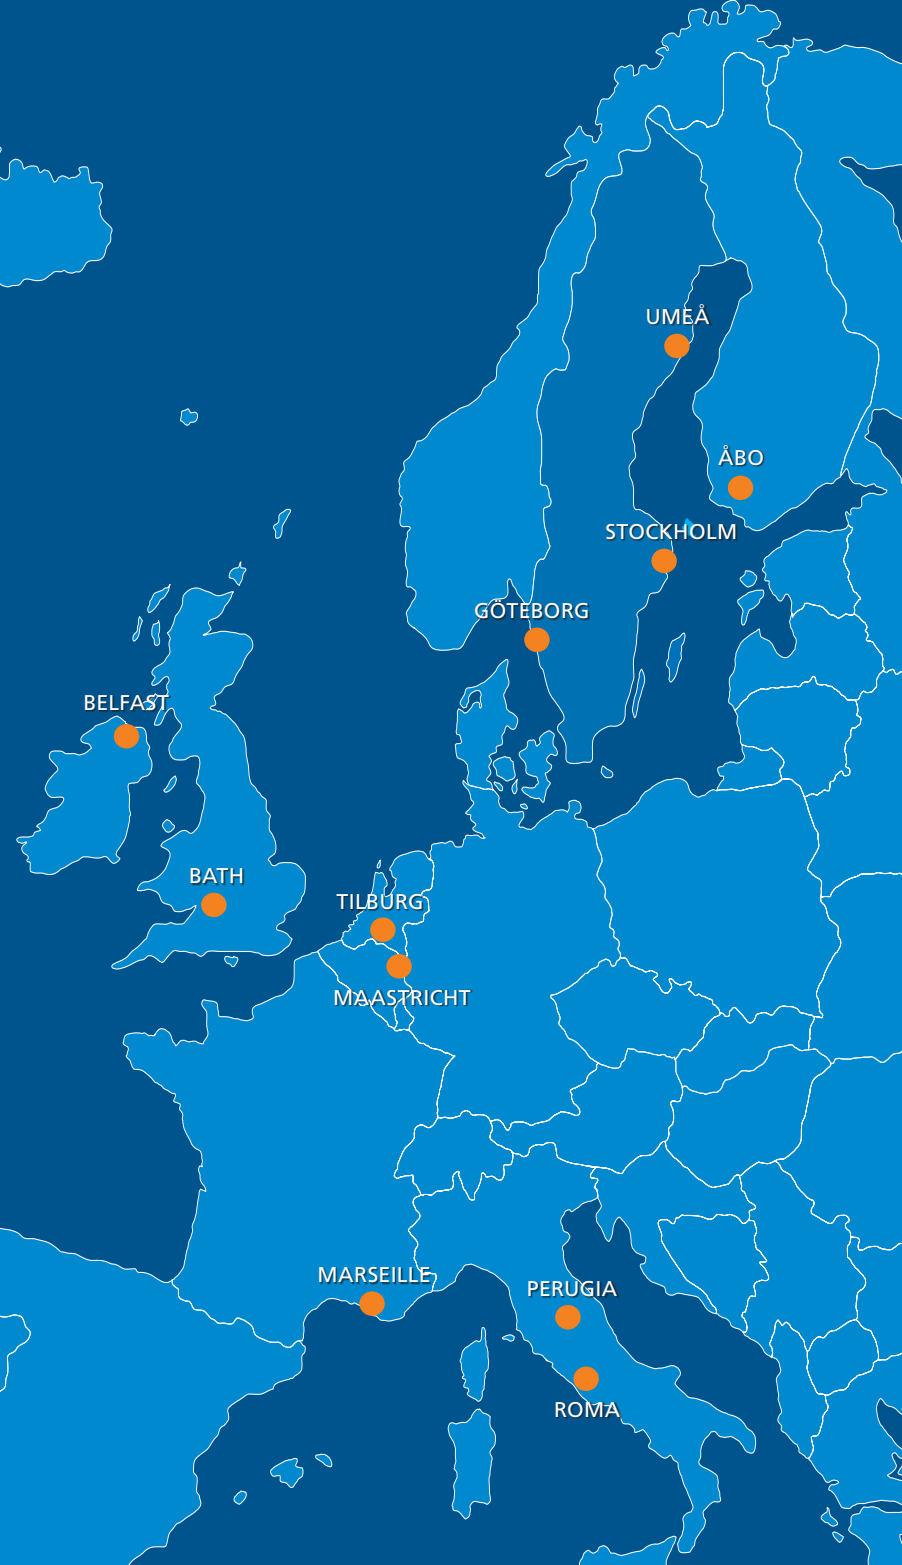 UMEÅ
ÅBO
STOCKHOLM
GÖTEBORG
BELFAST
BATH
TILBURG
MAASTRICHT
MARSEILLE
PERUGIA
ROMA